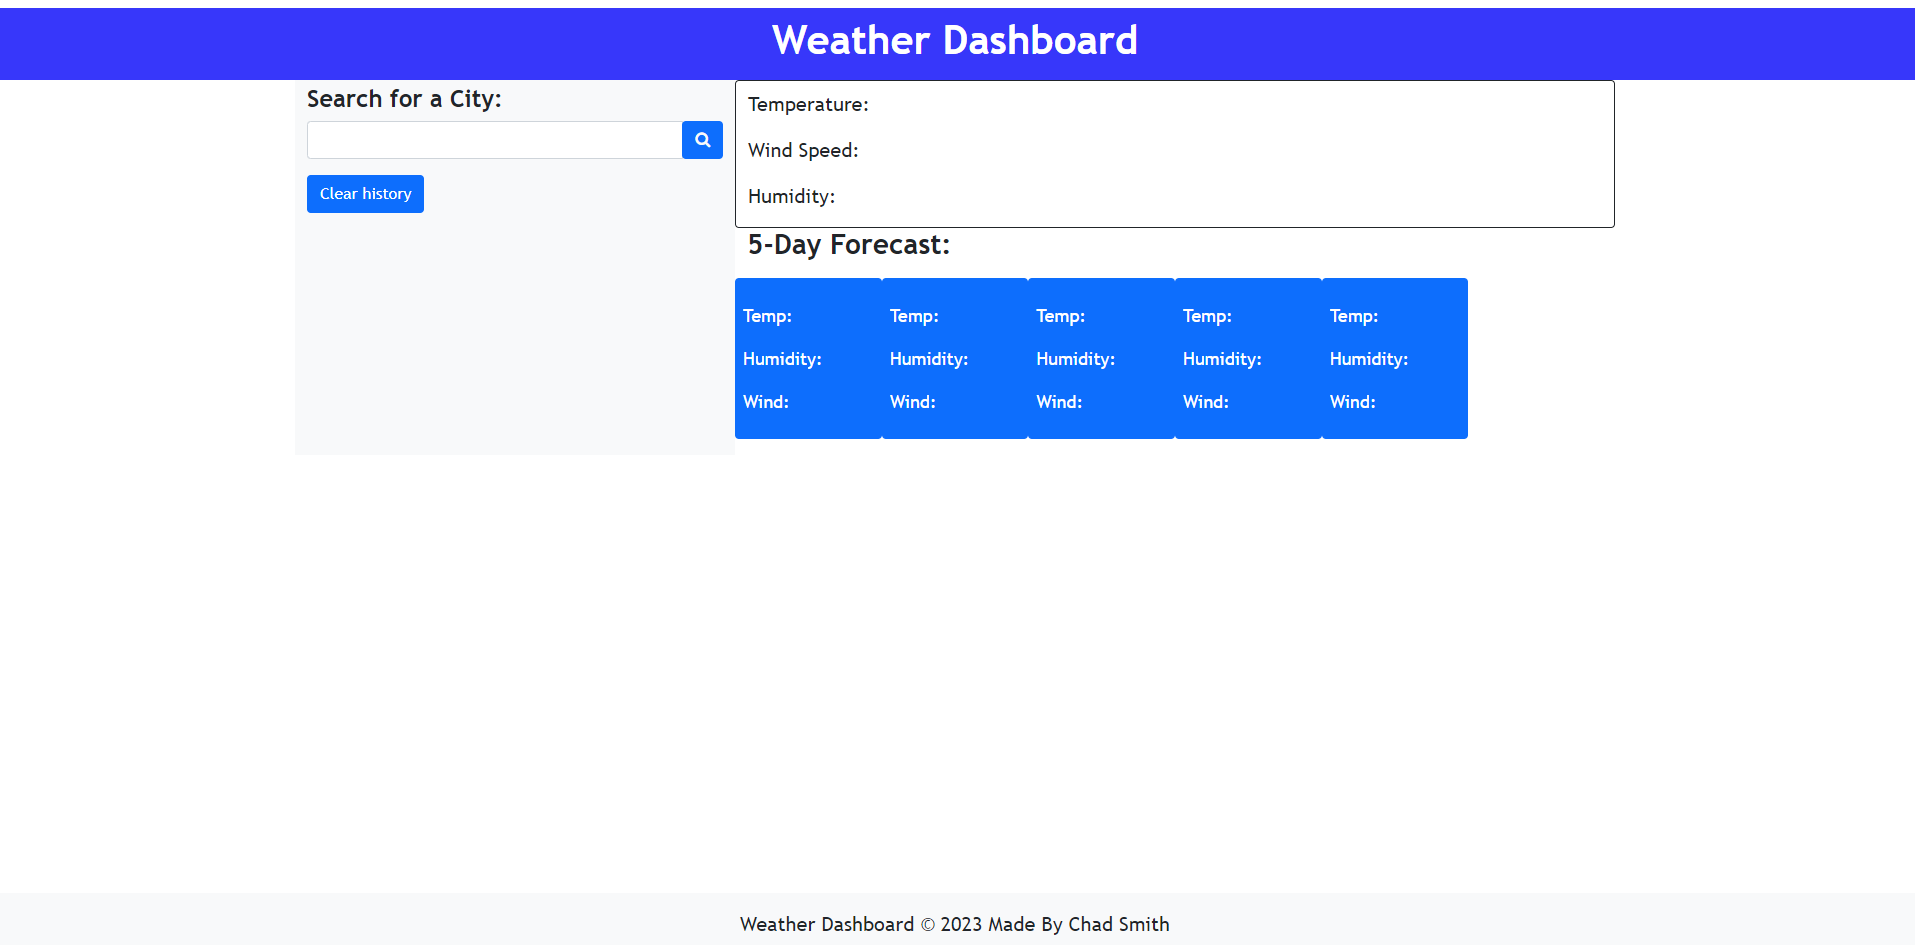 Weather Dashboard
Search for a City:
Clear history
Temperature:
Wind Speed:
Humidity:
5-Day Forecast:
Temp:
Humidity:
Wind:
Temp:
Humidity:
Wind:
Temp:
Humidity:
Wind:
Temp:
Humidity:
Wind:
Temp:
Humidity:
Wind:
Weather Dashboard © 2023 Made By Chad Smith